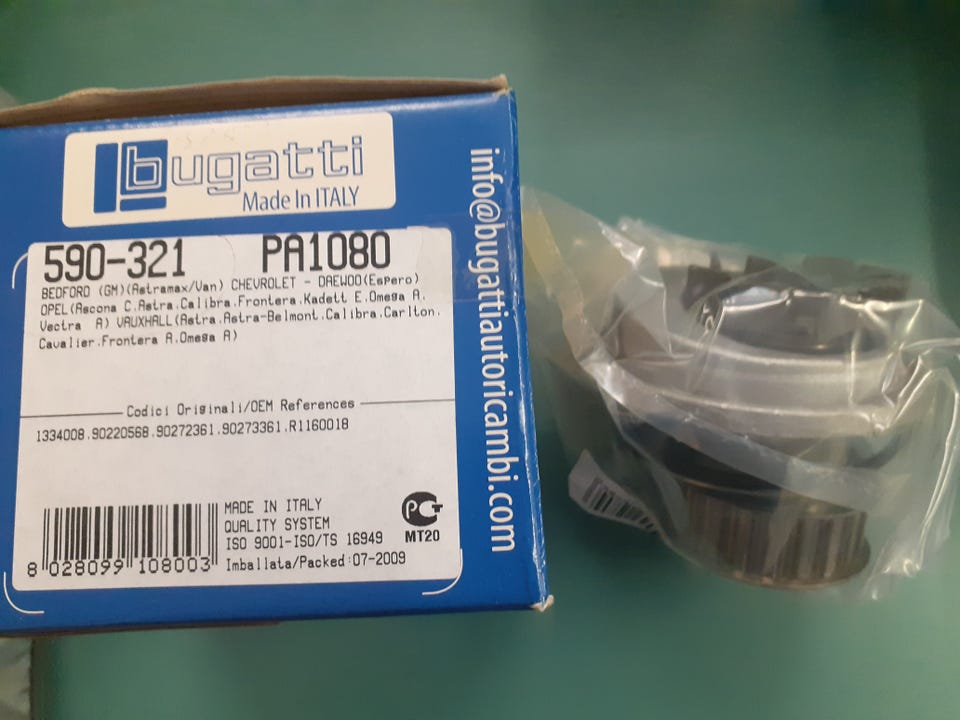 bugatti
Made In ITALY
590-321 PA1080
BEDFORD (GM)(Astramax/Van) CHEVROLET - DAEWOO(Espero)
OPEL(Ascona C.Astra.Calibra.Frontera.Kadett E.Omega A.
Vectra A) VAUXHALL(Astra.Astra-Belmont.Calibra.Carlton.
Cavalier.Frontera A.Omega A)
Codici Originali/OEM References
1334008.90220568.90272361.90273361.R1160018
MADE IN ITALY
QUALITY SYSTEM
ISO 9001-ISO/TS 16949
Imballata/Packed:07-2009
PCT
MT20
8 028099 108003
info@bugattiautoricambi.com